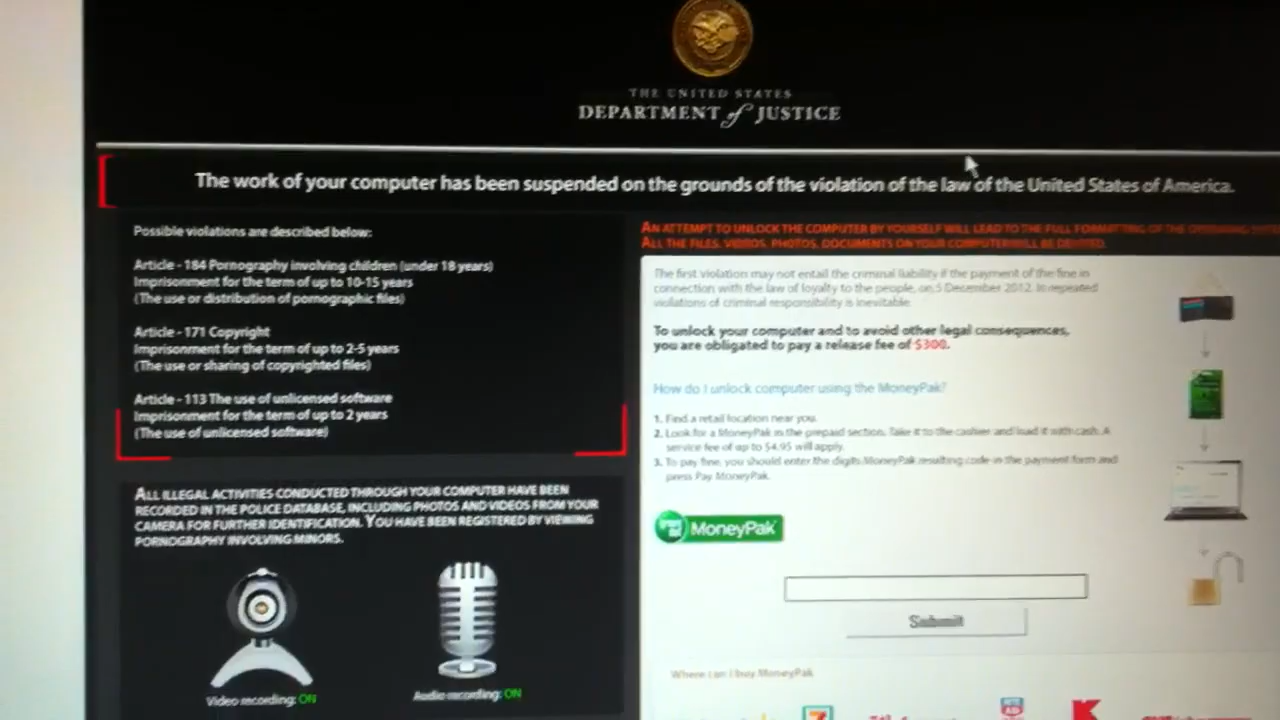 THE UNITED STATES
DEPARTMENT of JUSTICE
The work of your computer has been suspended on the grounds of the violation of the law of the United States of America.
Possible violations are described below:
Article - 184 Pornography involving children (under 18 years)
Imprisonment for the term of up to 10-15 years
(The use or distribution of pornographic files)
Article - 171 Copyright
Imprisonment for the term of up to 2-5 years
(The use or sharing of copyrighted files)
Article - 113 The use of unlicensed software
Imprisonment for the term of up to 2 years
(The use of unlicensed software)
ALL ILLEGAL ACTIVITIES CONDUCTED THROUGH YOUR COMPUTER HAVE BEEN
RECORDED IN THE POLICE DATABASE, INCLUDING PHOTOS AND VIDEOS FROM YOUR
CAMERA FOR FURTHER IDENTIFICATION. YOU HAVE BEEN REGISTERED BY VIEWING
PORNOGRAPHY INVOLVING MINORS.
Video recording: ON
Audio recording: ON
AN ATTEMPT TO UNLOCK THE COMPUTER BY YOURSELF WILL LEAD TO THE FULL FORMATTING OF THE OPERATING
ALL THE FILES, VIDEOS, PHOTOS, DOCUMENTS ON YOUR COMPUTER WILL BE DELETED.
The first violation may not entail the criminal liability if the payment of the fine in
connection with the law of loyalty to the people, on 5 December 2012. In repeated
violations of criminal responsibility is inevitable.
To unlock your computer and to avoid other legal consequences,
you are obligated to pay a release fee of $300.
How do I unlock computer using the MoneyPak?
1. Find a retail location near you.
2. Look for a MoneyPak in the prepaid section. Take it to the cashier and load it with cash. A
service fee of up to $4.95 will apply.
3. To pay fine, you should enter the digits MoneyPak resulting code in the payment form and
press Pay MoneyPak.
MoneyPak
Submit
Where can I buy MoneyPak